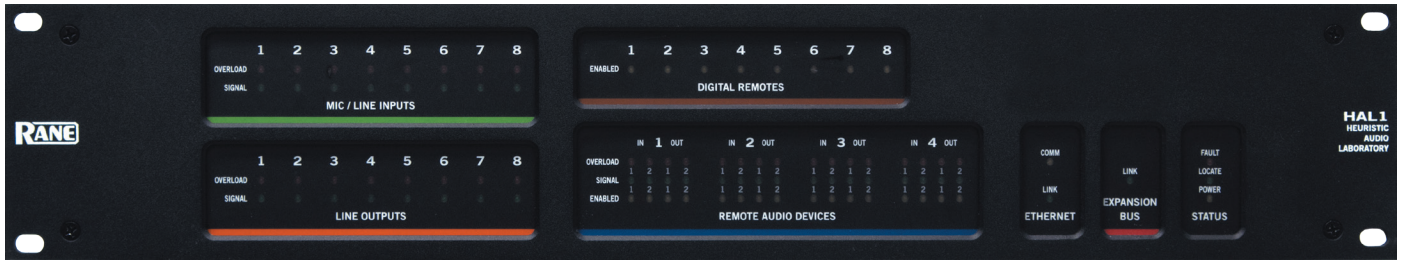 RANE
1 2 3 4 5 6 7 8
OVERLOAD
SIGNAL
MIC / LINE INPUTS
1 2 3 4 5 6 7 8
OVERLOAD
SIGNAL
LINE OUTPUTS
1 2 3 4 5 6 7 8
ENABLED
DIGITAL REMOTES
IN 1 OUT IN 2 OUT IN 3 OUT IN 4 OUT
OVERLOAD
1 2 1 2 1 2 1 2 1 2 1 2 1 2 1 2
SIGNAL
1 2 1 2 1 2 1 2 1 2 1 2 1 2 1 2
ENABLED
REMOTE AUDIO DEVICES
COMM
LINK
ETHERNET
LINK
EXPANSION
BUS
FAULT
LOCATE
POWER
STATUS
HAL1
HEURISTIC
AUDIO
LABORATORY